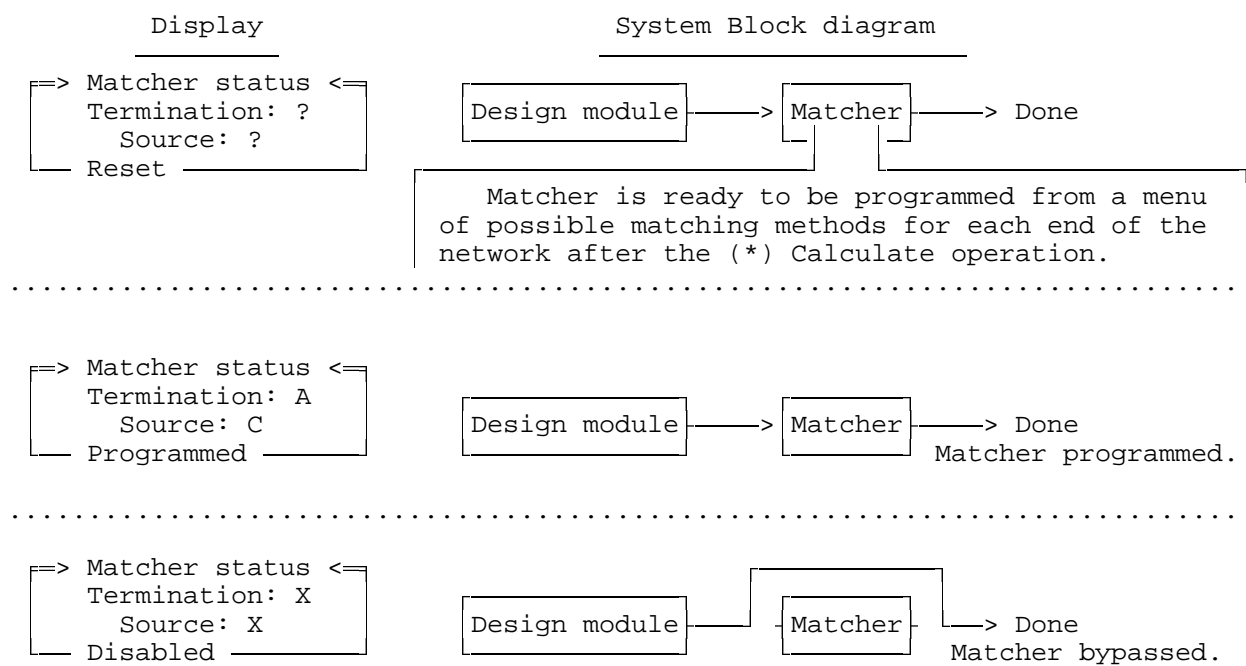 Display System Block diagram
=> Matcher status <=
Termination: ? Design module > Matcher > Done
Source: ?
Reset
Matcher is ready to be programmed from a menu
of possible matching methods for each end of the
network after the (*) Calculate operation.
=> Matcher status <=
Termination: A
Source: C Design module > Matcher > Done
Programmed Matcher programmed.
=> Matcher status <=
Termination: X
Source: X Design module Matcher > Done
Disabled Matcher bypassed.